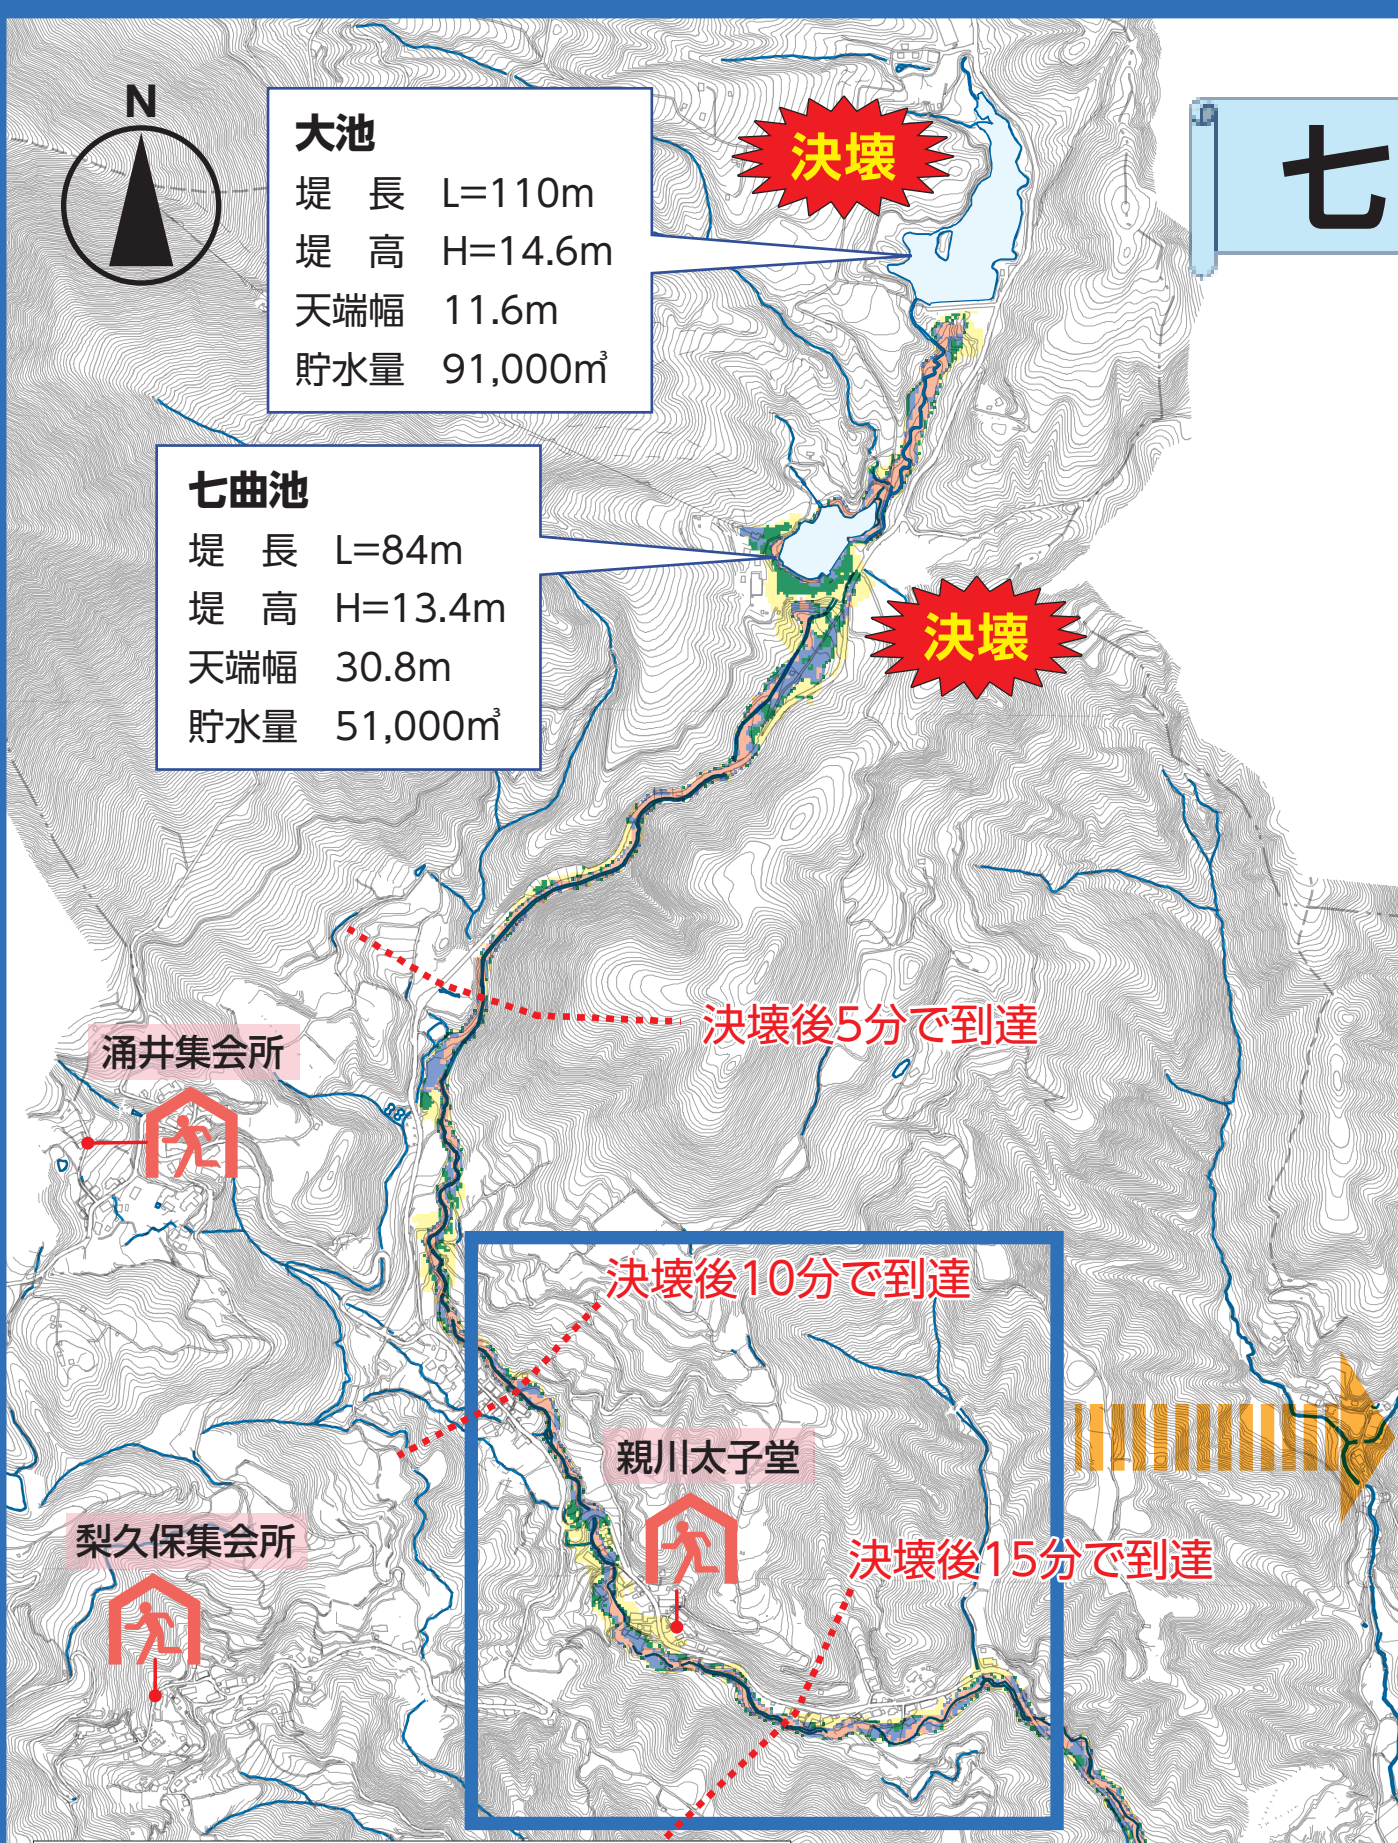 N
七
大池
堤　長　L=110m
堤　高　H=14.6m
天端幅　11.6m
貯水量　91,000㎥
決壊
七曲池
堤　長　L=84m
堤　高　H=13.4m
天端幅　30.8m
貯水量　51,000㎥
決壊
決壊後5分で到達
涌井集会所
決壊後10分で到達
親川太子堂
梨久保集会所
決壊後15分で到達